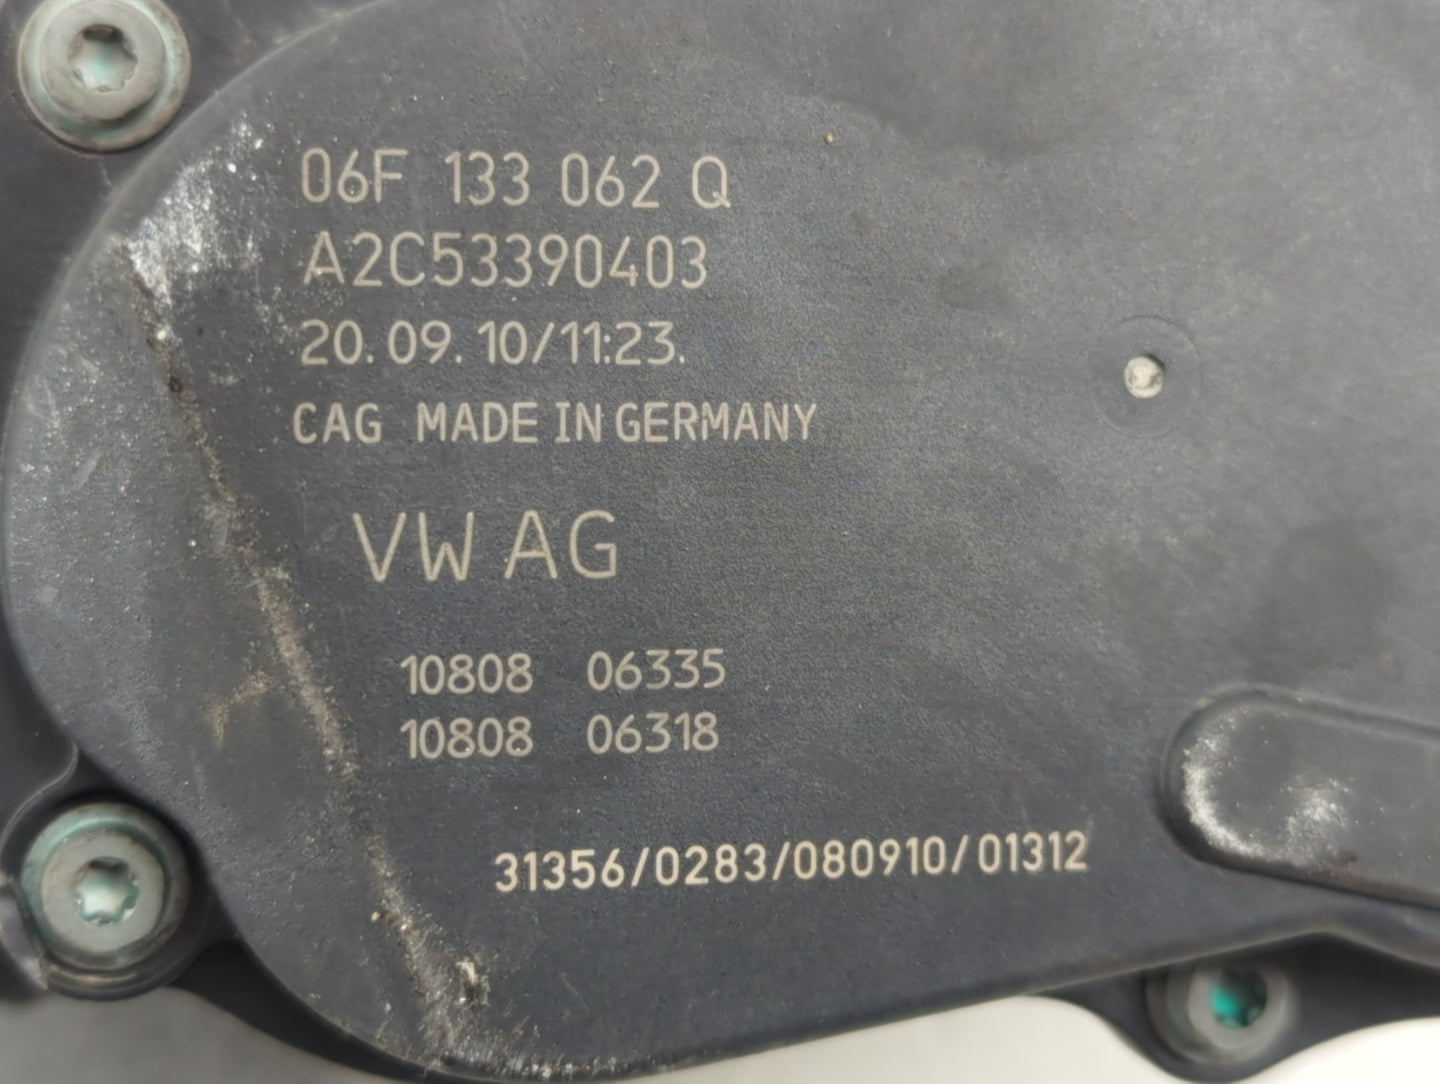 06F 133 062 Q
A2C53390403
20.09.10/11:23.
CAG MADE IN GERMANY
VW AG
10808 06335
10808 06318
31356/0283/080910/01312